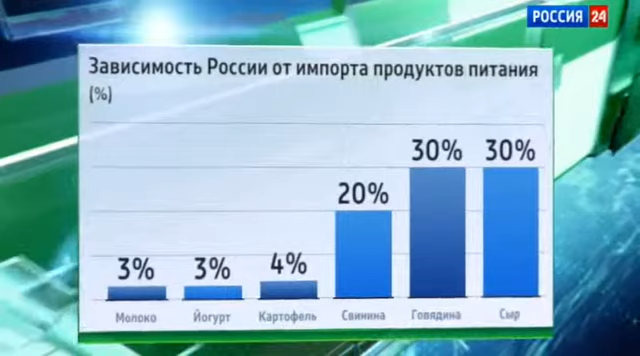 РОССИЯ 24
Зависимость России от импорта продуктов питания
(%)
30% 30%
20%
3% 3% 4%
Молоко Йогурт Картофель Свинина Говядина Сыр